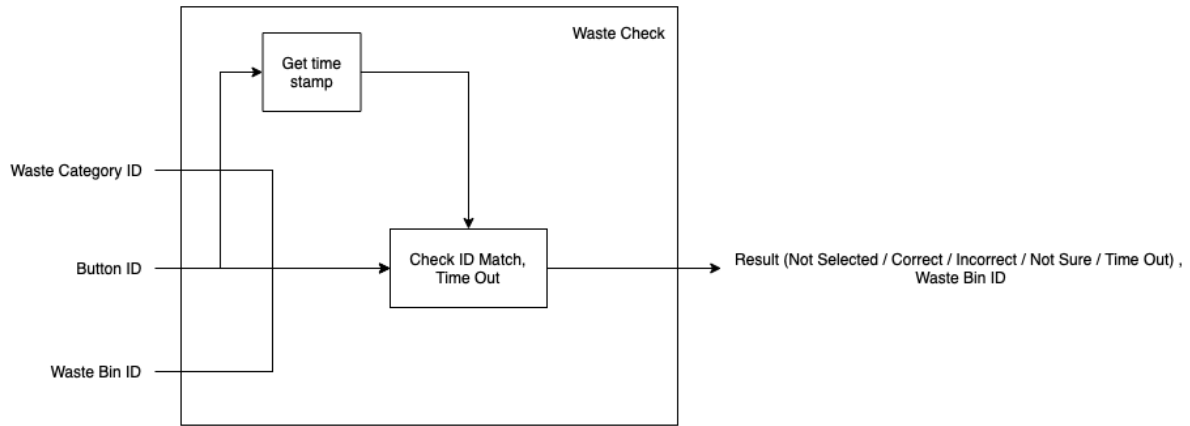 Waste Check
Get time
stamp
Waste Category ID
Button ID
Check ID Match,
Time Out
Result (Not Selected / Correct / Incorrect / Not Sure / Time Out) ,
Waste Bin ID
Waste Bin ID